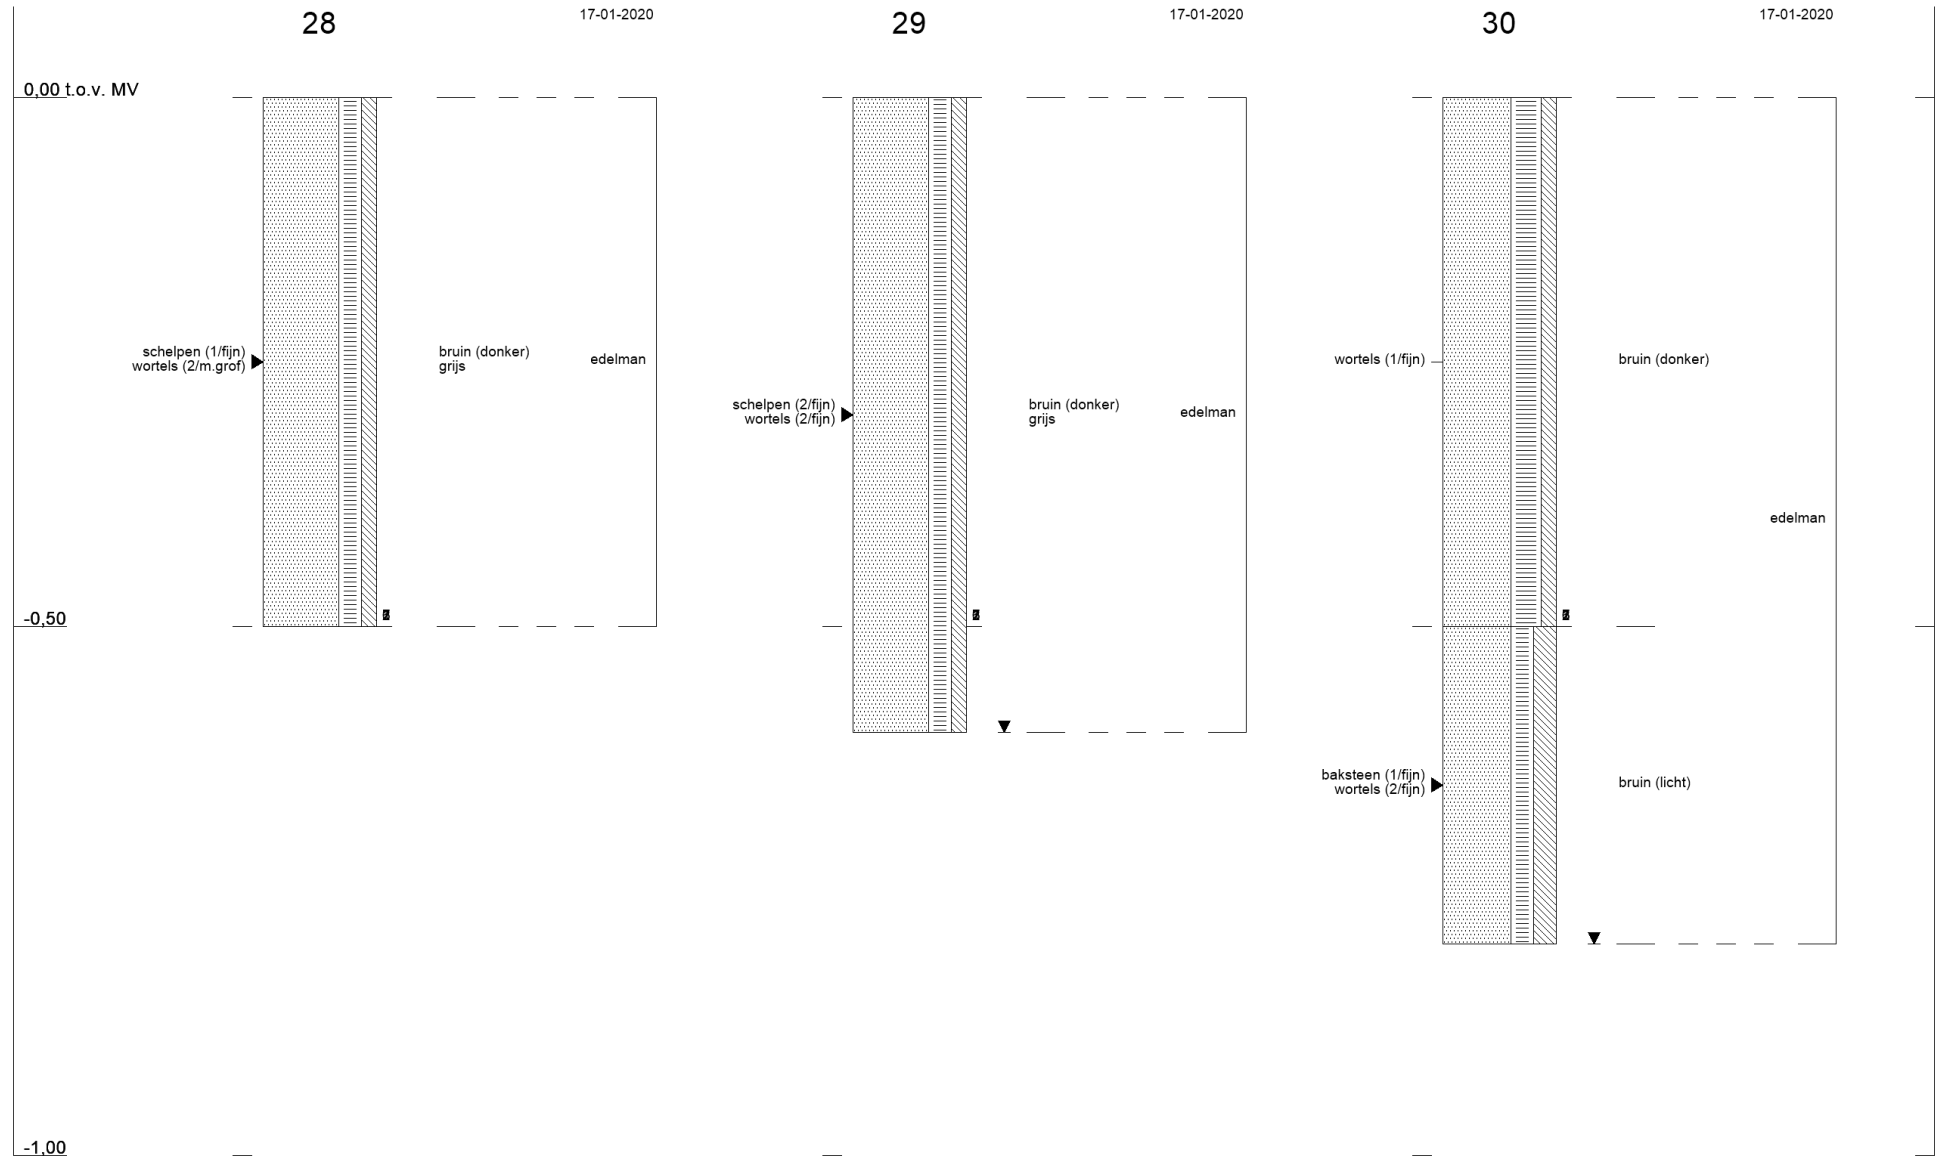 28
17-01-2020
29
17-01-2020
30
17-01-2020
0,00 t.o.v. MV
schelpen (1/fijn)
wortels (2/m.grof)
bruin (donker)
grijs
edelman
schelpen (2/fijn)
wortels (2/fijn)
bruin (donker)
grijs
edelman
wortels (1/fijn)
bruin (donker)
edelman
-0,50
baksteen (1/fijn)
wortels (2/fijn)
bruin (licht)
-1,00